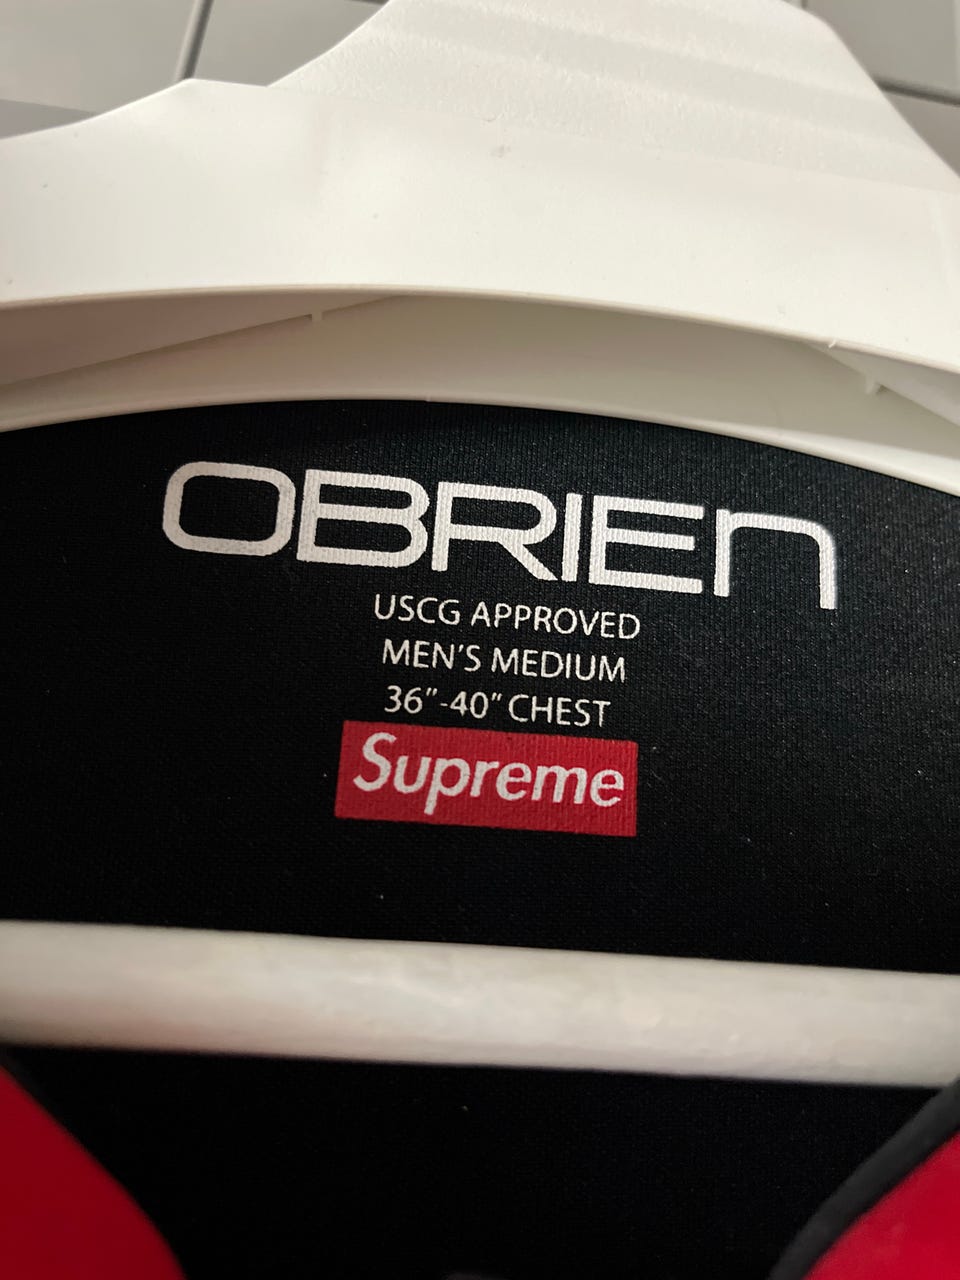 OBRIEn
USCG APPROVED
MEN'S MEDIUM
36"-40" CHEST
Supreme